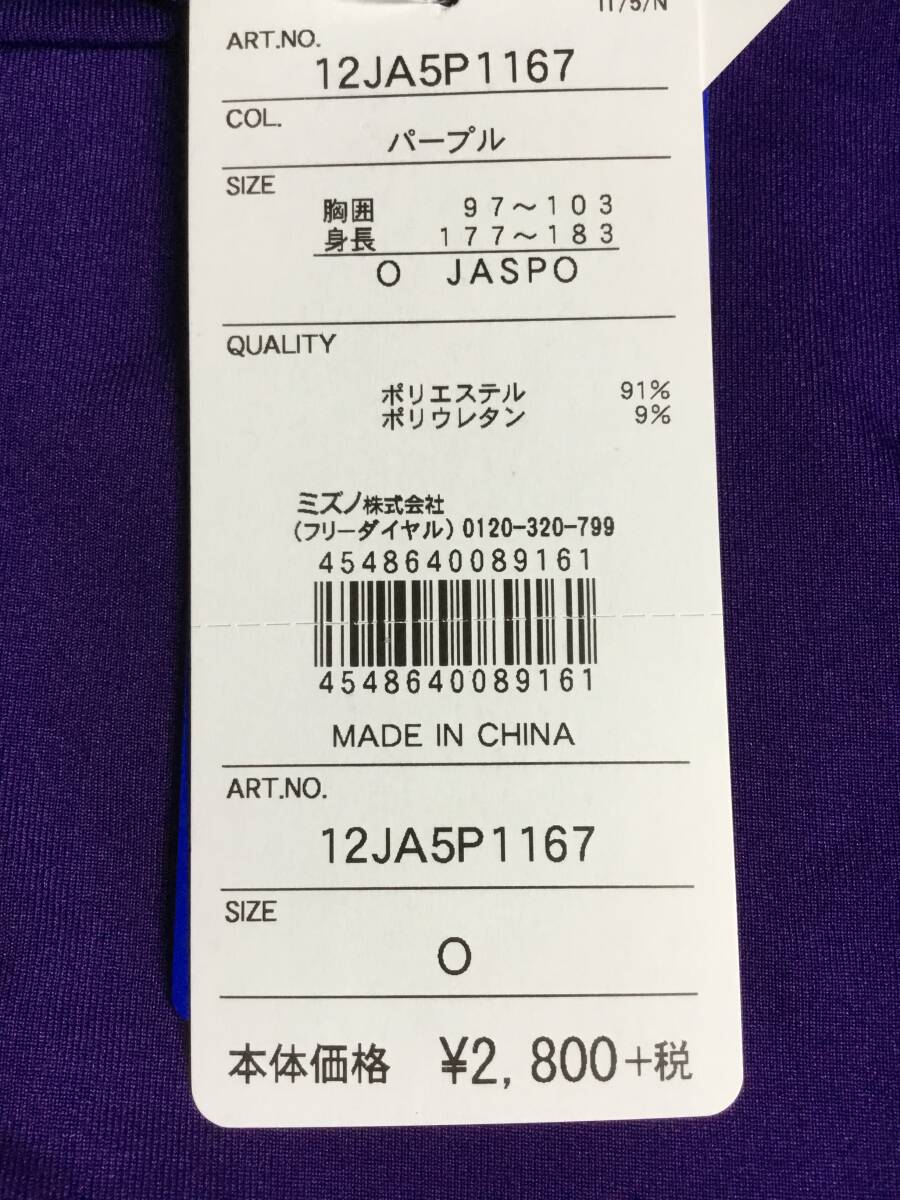 11/5/N
ART.NO.
12JA5P1167
COL.
パープル
SIZE
胸囲 97～103
身長 177～183
O JASPO
QUALITY
ポリエステル 91%
ポリウレタン 9%
ミズノ株式会社
(フリーダイヤル)0120-320-799
4548640089161
4548640089161
MADE IN CHINA
ART.NO.
12JA5P1167
SIZE
O
本体価格 ¥2,800+税